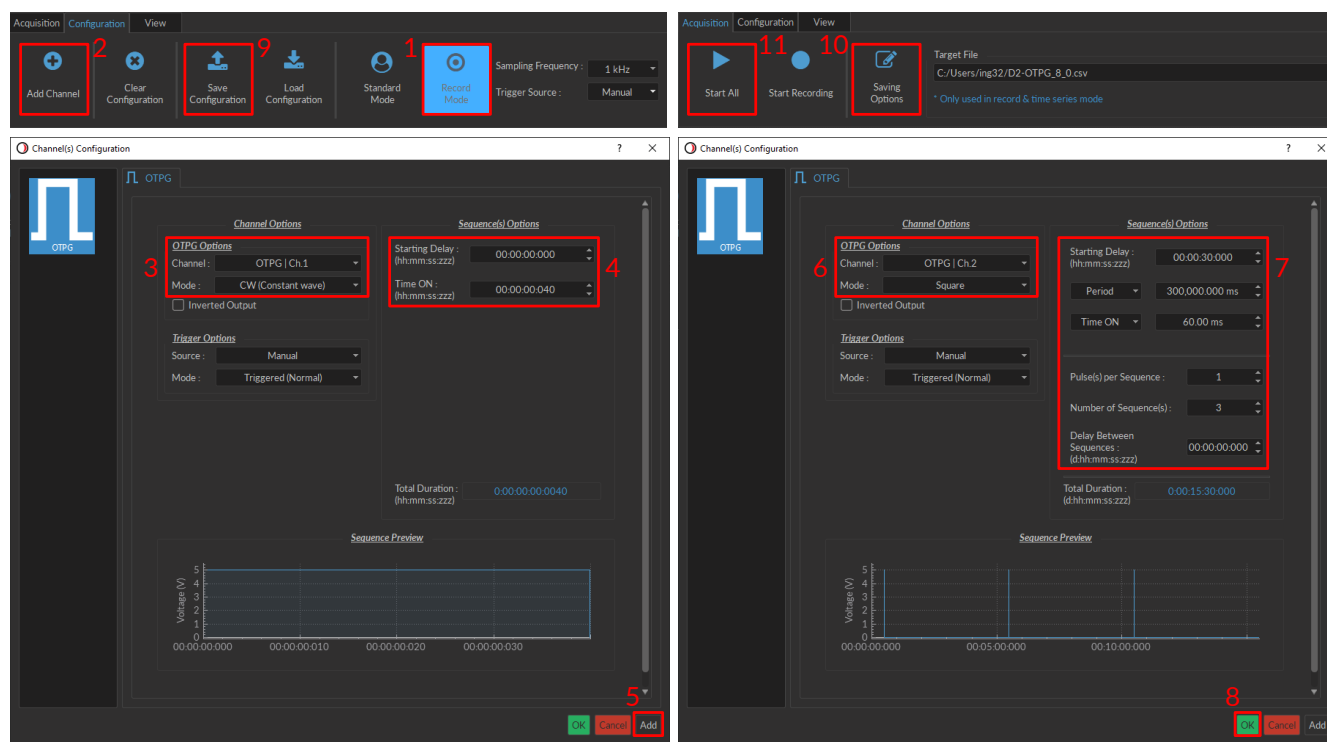 Acquisition Configuration View
2 9 1
Add Channel
Clear
Configuration
Save
Configuration
Load
Configuration
Standard
Mode
Record
Mode
Sampling Frequency : 1 kHz
Trigger Source : Manual
Acquisition Configuration View
11 10
Start All
Start Recording
Saving
Options
Target File
C:/Users/ing32/D2-OTPG_8_0.csv
* Only used in record & time series mode
Channel(s) Configuration ? ×
OTPG
OTPG
Channel Options
OTPG Options
3
Channel : OTPG | Ch.1
Mode : CW (Constant wave)
Inverted Output
Trigger Options
Source : Manual
Mode : Triggered (Normal)
Sequence(s) Options
Starting Delay :
(hh:mm:ss:zzz)
00:00:00:000
4
Time ON :
(hh:mm:ss:zzz)
00:00:00:040
Total Duration :
(hh:mm:ss:zzz)
0:00:00:00:0040
Sequence Preview
Voltage (V)
5
4
3
2
1
0
00:00:00:000 00:00:00:010 00:00:00:020 00:00:00:030
5
OK Cancel Add
Channel(s) Configuration ? ×
OTPG
OTPG
Channel Options
OTPG Options
6
Channel : OTPG | Ch.2
Mode : Square
Inverted Output
Trigger Options
Source : Manual
Mode : Triggered (Normal)
Sequence(s) Options
Starting Delay :
(hh:mm:ss:zzz)
00:00:30:000
7
Period 300,000.000 ms
Time ON 60.00 ms
Pulse(s) per Sequence : 1
Number of Sequence(s) : 3
Delay Between
Sequences :
(d:hh:mm:ss:zzz)
00:00:00:000
Total Duration :
(d:hh:mm:ss:zzz)
0:00:15:30:000
Sequence Preview
Voltage (V)
5
4
3
2
1
0
00:00:00:000 00:05:00:000 00:10:00:000
8
OK Cancel Add